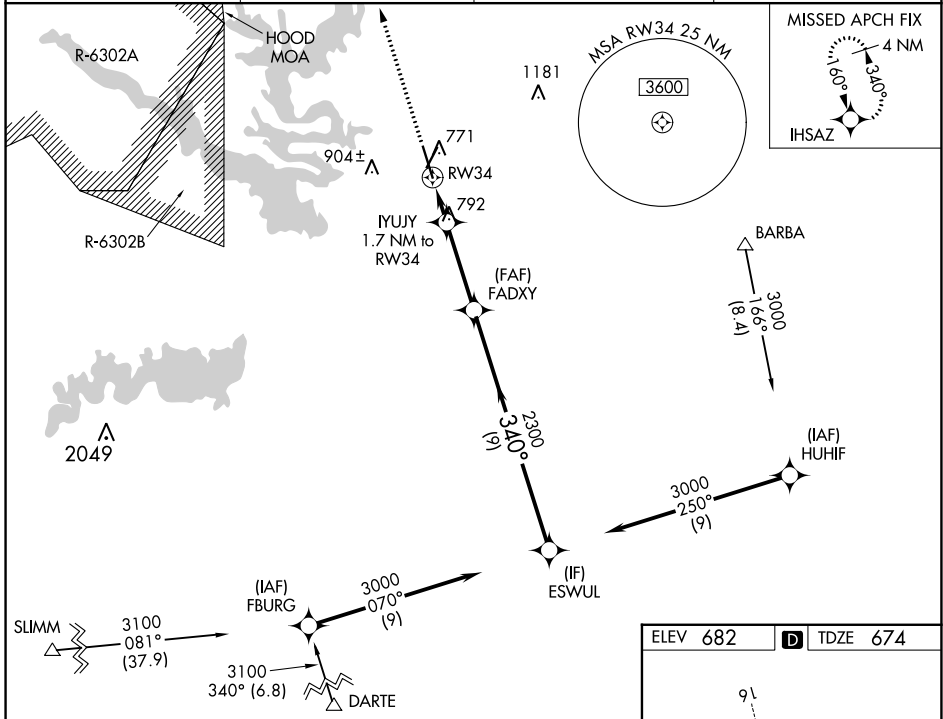 HOOD
MOA
R-6302A
R-6302B
904±
771
RW34
792
IYUJY
1.7 NM to
RW34
1181
MSA RW34 25 NM
3600
MISSED APCH FIX
4 NM
160°
340°
IHSAZ
(FAF)
FADXY
BARBA
3000
166°
(8.4)
2049
2300
340°
(9)
(IAF)
HUHIF
3000
250°
(9)
(IF)
ESWUL
(IAF)
FBURG
3000
070°
(9)
SLIMM
3100
081°
(37.9)
3100
340° (6.8)
DARTE
ELEV 682
D
TDZE 674
16